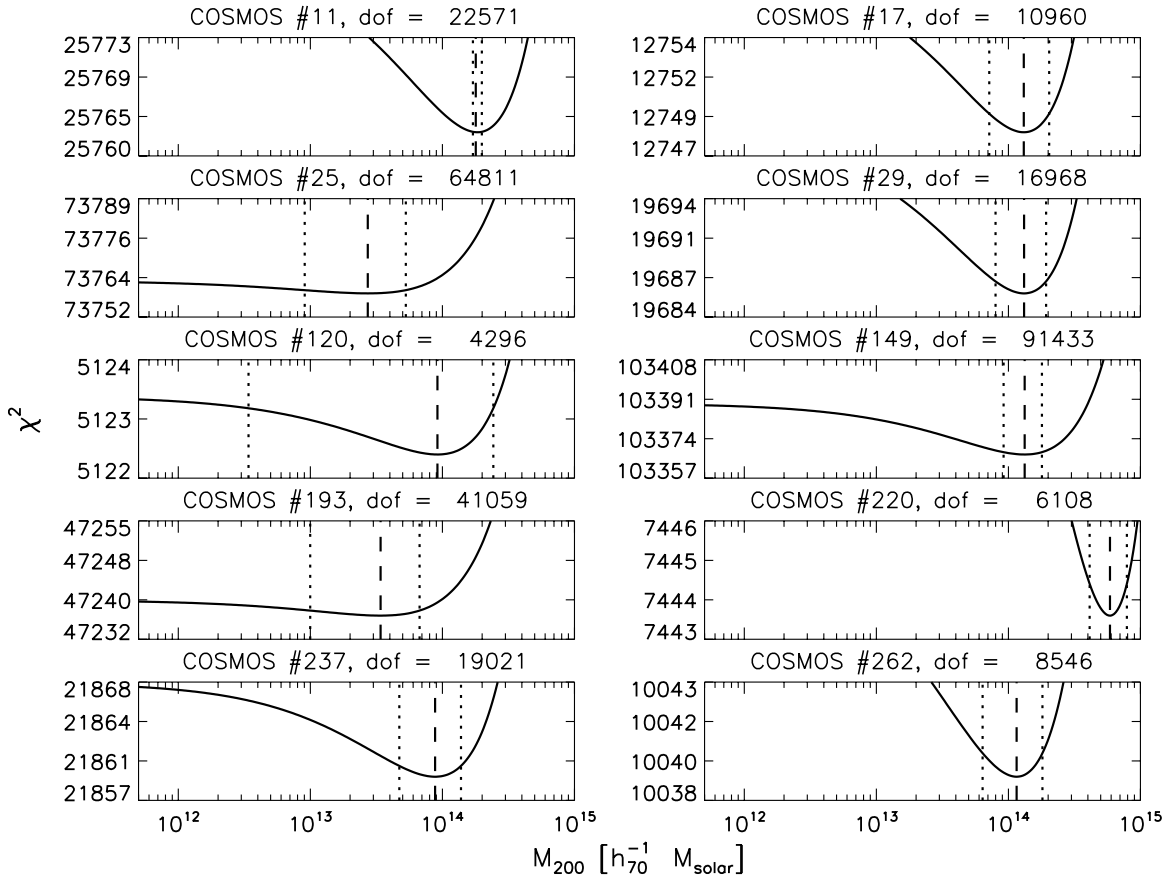 COSMOS #11, dof = 22571
25773
25769
25765
25760
COSMOS #17, dof = 10960
12754
12752
12749
12747
COSMOS #25, dof = 64811
73789
73776
73764
73752
COSMOS #29, dof = 16968
19694
19691
19687
19684
COSMOS #120, dof = 4296
5124
5123
5122
COSMOS #149, dof = 91433
103408
103391
103374
103357
COSMOS #193, dof = 41059
47255
47248
47240
47232
COSMOS #220, dof = 6108
7446
7445
7444
7443
COSMOS #237, dof = 19021
21868
21864
21861
21857
COSMOS #262, dof = 8546
10043
10042
10040
10038
χ²
10¹² 10¹³ 10¹⁴ 10¹⁵
10¹² 10¹³ 10¹⁴ 10¹⁵
M₂₀₀ [h₇₀⁻¹ M_solar]